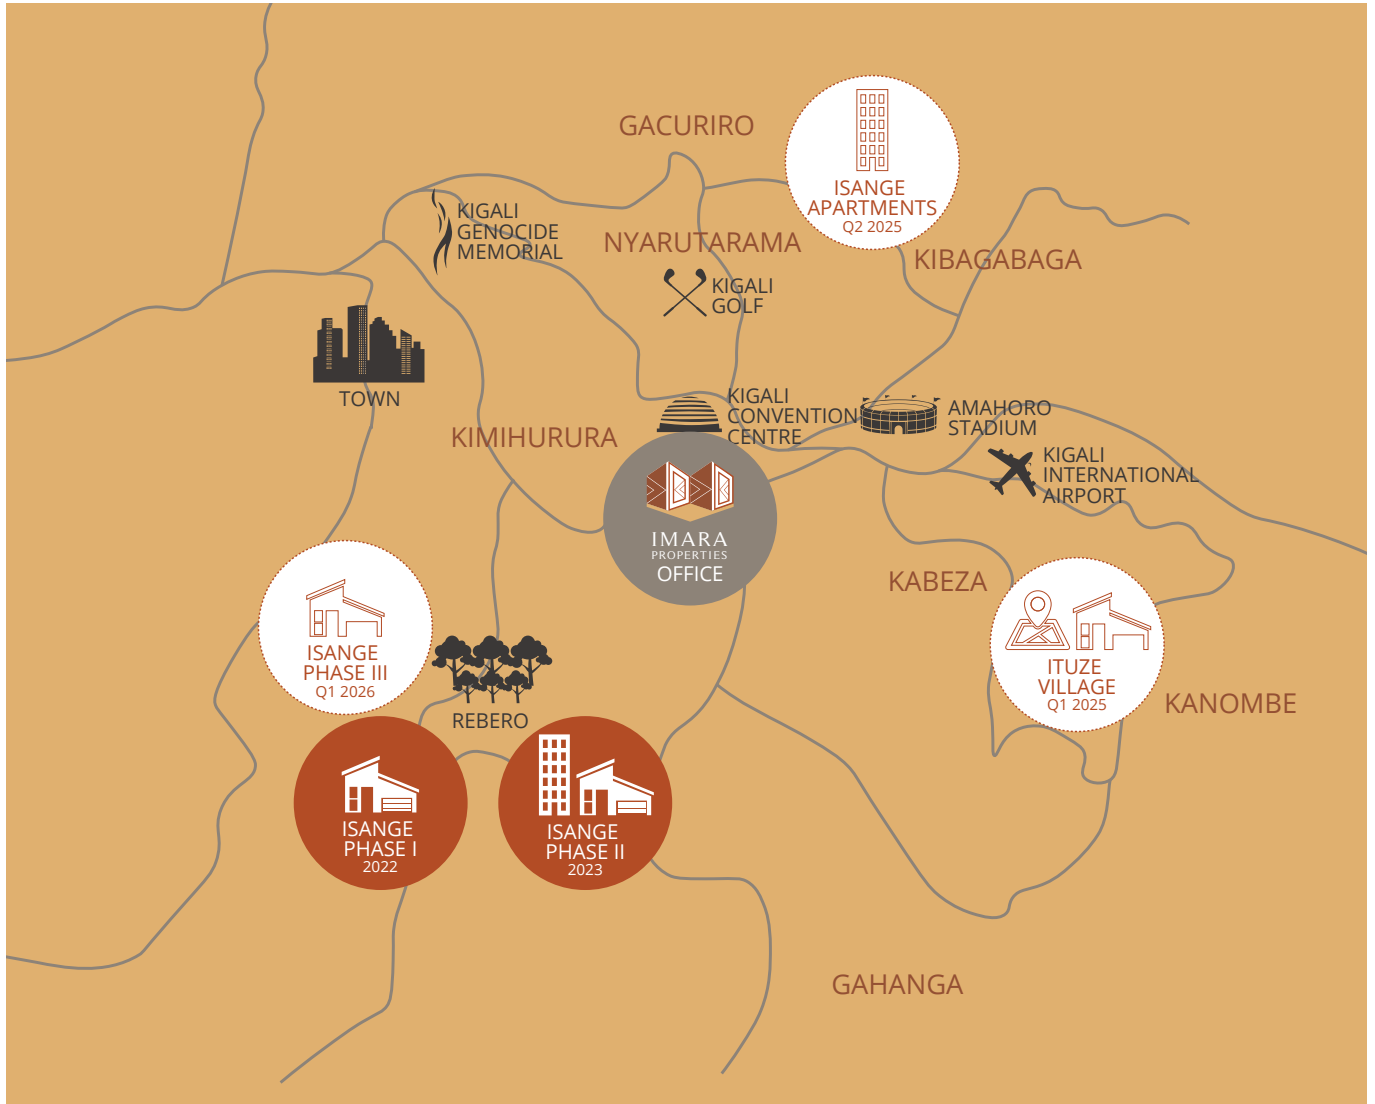 GACURIRO
ISANGE
APARTMENTS
Q2 2025
KIGALI
GENOCIDE
MEMORIAL
NYARUTARAMA
KIBAGABAGA
KIGALI
GOLF
TOWN
KIMIHURURA
KIGALI
CONVENTION
CENTRE
AMAHORO
STADIUM
KIGALI
INTERNATIONAL
AIRPORT
IMARA
PROPERTIES
OFFICE
KABEZA
ISANGE
PHASE III
Q1 2026
REBERO
ITUZE
VILLAGE
Q1 2025
KANOMBE
ISANGE
PHASE I
2022
ISANGE
PHASE II
2023
GAHANGA